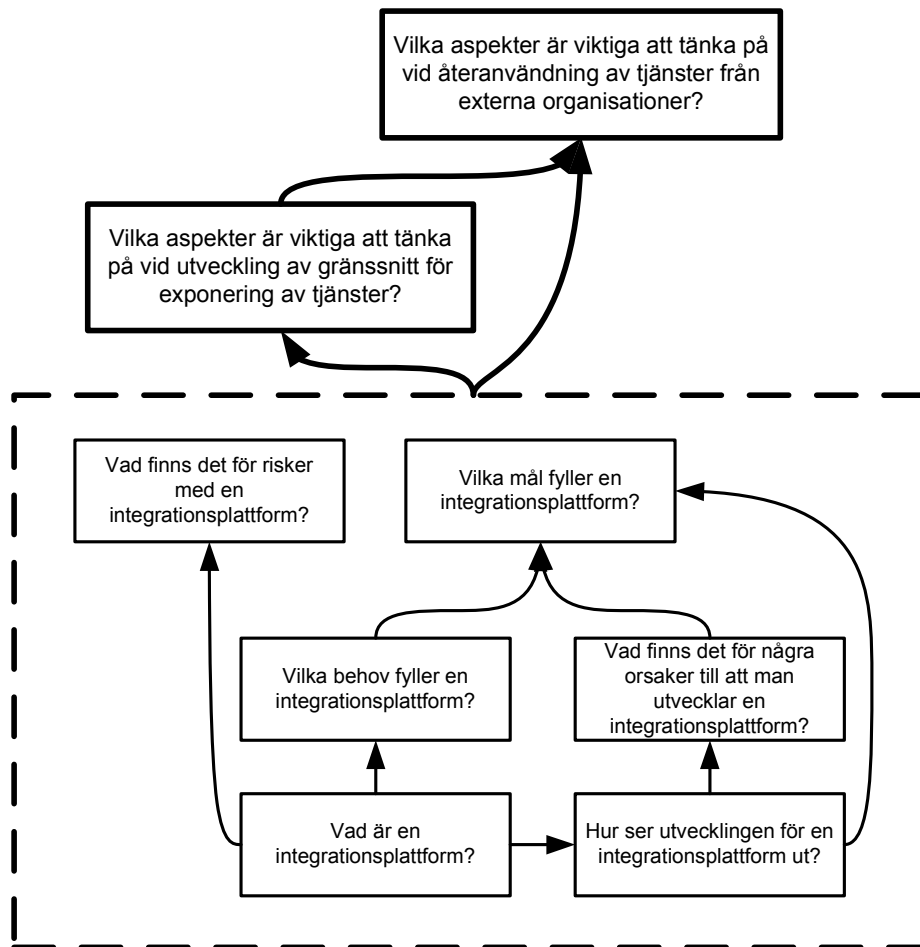 Vilka aspekter är viktiga att tänka
på vid återanvändning av tjänster från
externa organisationer?
Vilka aspekter är viktiga att tänka
på vid utveckling av gränssnitt för
exponering av tjänster?
Vad finns det för risker
med en
integrationsplattform?
Vilka mål fyller en
integrationsplattform?
Vilka behov fyller en
integrationsplattform?
Vad finns det för några
orsaker till att man
utvecklar en
integrationsplattform?
Vad är en
integrationsplattform?
Hur ser utvecklingen för en
integrationsplattform ut?